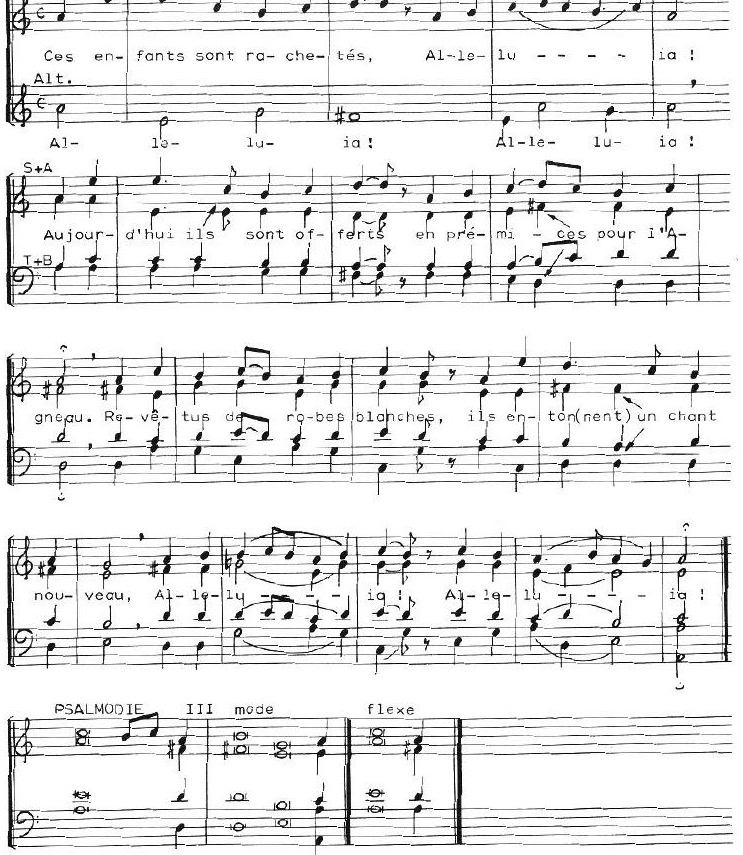 Ces en- fants sont ra- che- tés, Al-le- lu - - - - ia !
Alt.
Al- le- lu- ia ! Al-le- lu- ia !
S+A
Aujour- d'hui ils sont of- ferts en pré- mi - ces pour l'A-
T+B
gneau. Re-vê- tus de ro-bes blanches, ils en- ton(nent) un chant
nou- veau, Al-le-lu - - - - ia ! Al-le- lu - - - - ia !
PSALMODIE III mode flexe